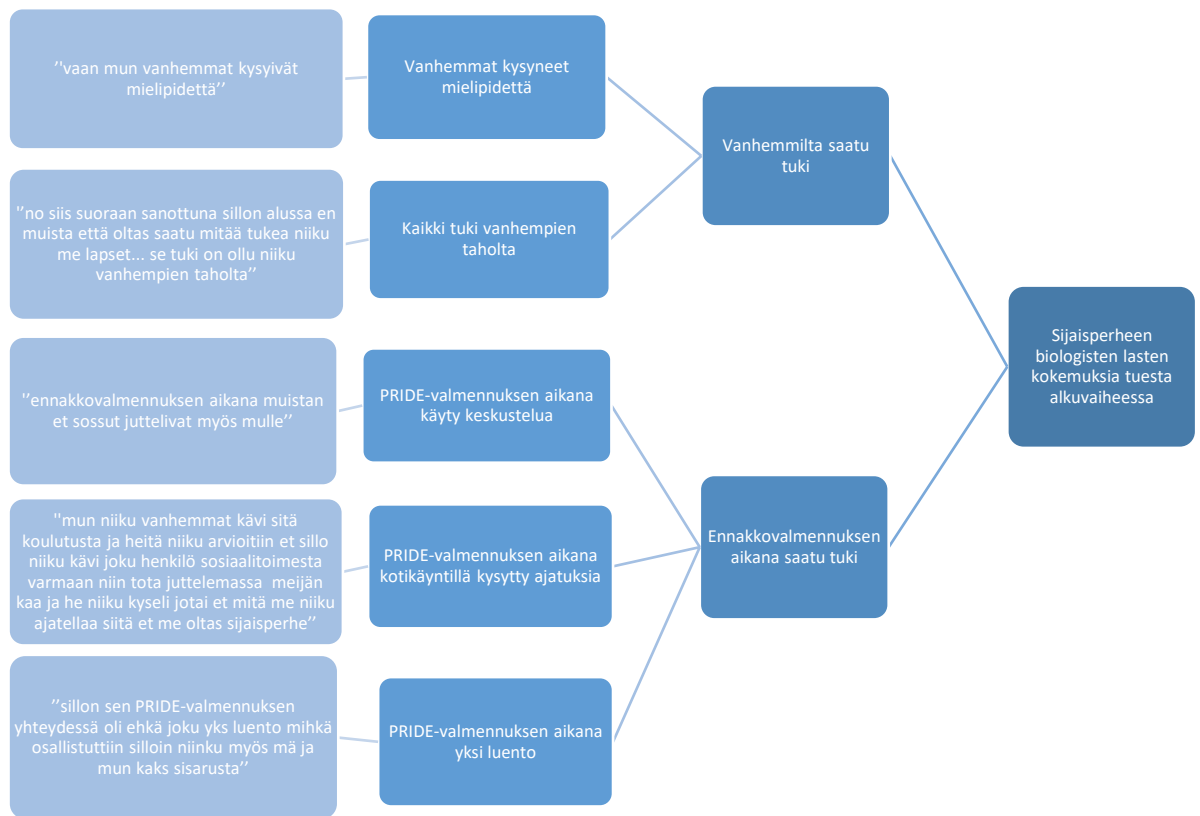 ’’vaan mun vanhemmat kysyivät
mielipidettä’’
Vanhemmat kysyneet
mielipidettä
’’no siis suoraan sanottuna sillon alussa en
muista että oltas saatu mitää tukea niiku
me lapset... se tuki on ollu niiku
vanhempien taholta’’
Kaikki tuki vanhempien
taholta
Vanhemmilta saatu
tuki
’’ennakkovalmennuksen aikana muistan
et sossut juttelivat myös mulle’’
PRIDE-valmennuksen aikana
käyty keskustelua
’’mun niiku vanhemmat kävi sitä
koulutusta ja heitä niiku arvioitiin et sillo
niiku kävi joku henkilö sosiaalitoimesta
varmaan niin tota juttelemassa meijän
kaa ja he niiku kyseli jotai et mitä me niiku
ajatellaa siitä et me oltas sijaisperhe’’
PRIDE-valmennuksen aikana
kotikäyntillä kysytty ajatuksia
’’sillon sen PRIDE-valmennuksen
yhteydessä oli ehkä joku yks luento mihkä
osallistuttiin silloin niinku myös mä ja
mun kaks sisarusta’’
PRIDE-valmennuksen aikana
yksi luento
Ennakkovalmennuksen
aikana saatu tuki
Sijaisperheen
biologisten lasten
kokemuksia tuesta
alkuvaiheessa